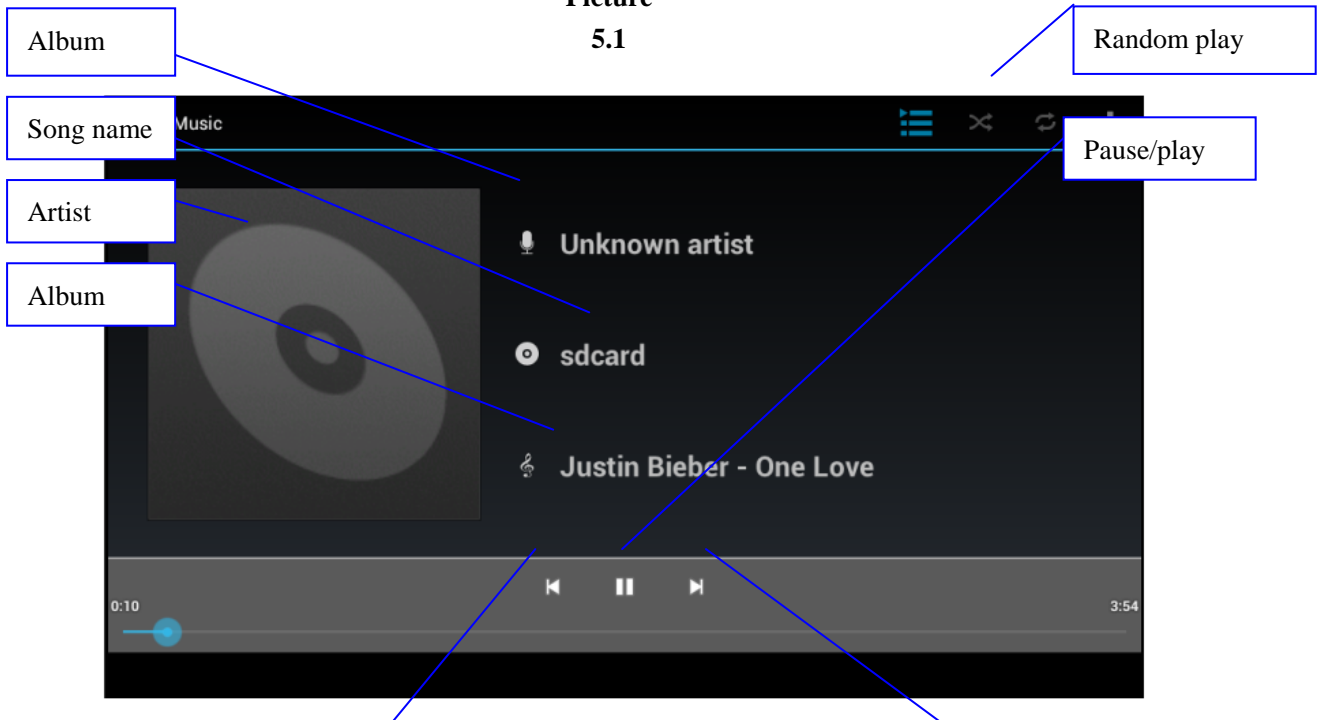 Picture
5.1
Album
Random play
Song name
Music
Pause/play
Artist
Unknown artist
Album
sdcard
Justin Bieber - One Love
0:10
3:54